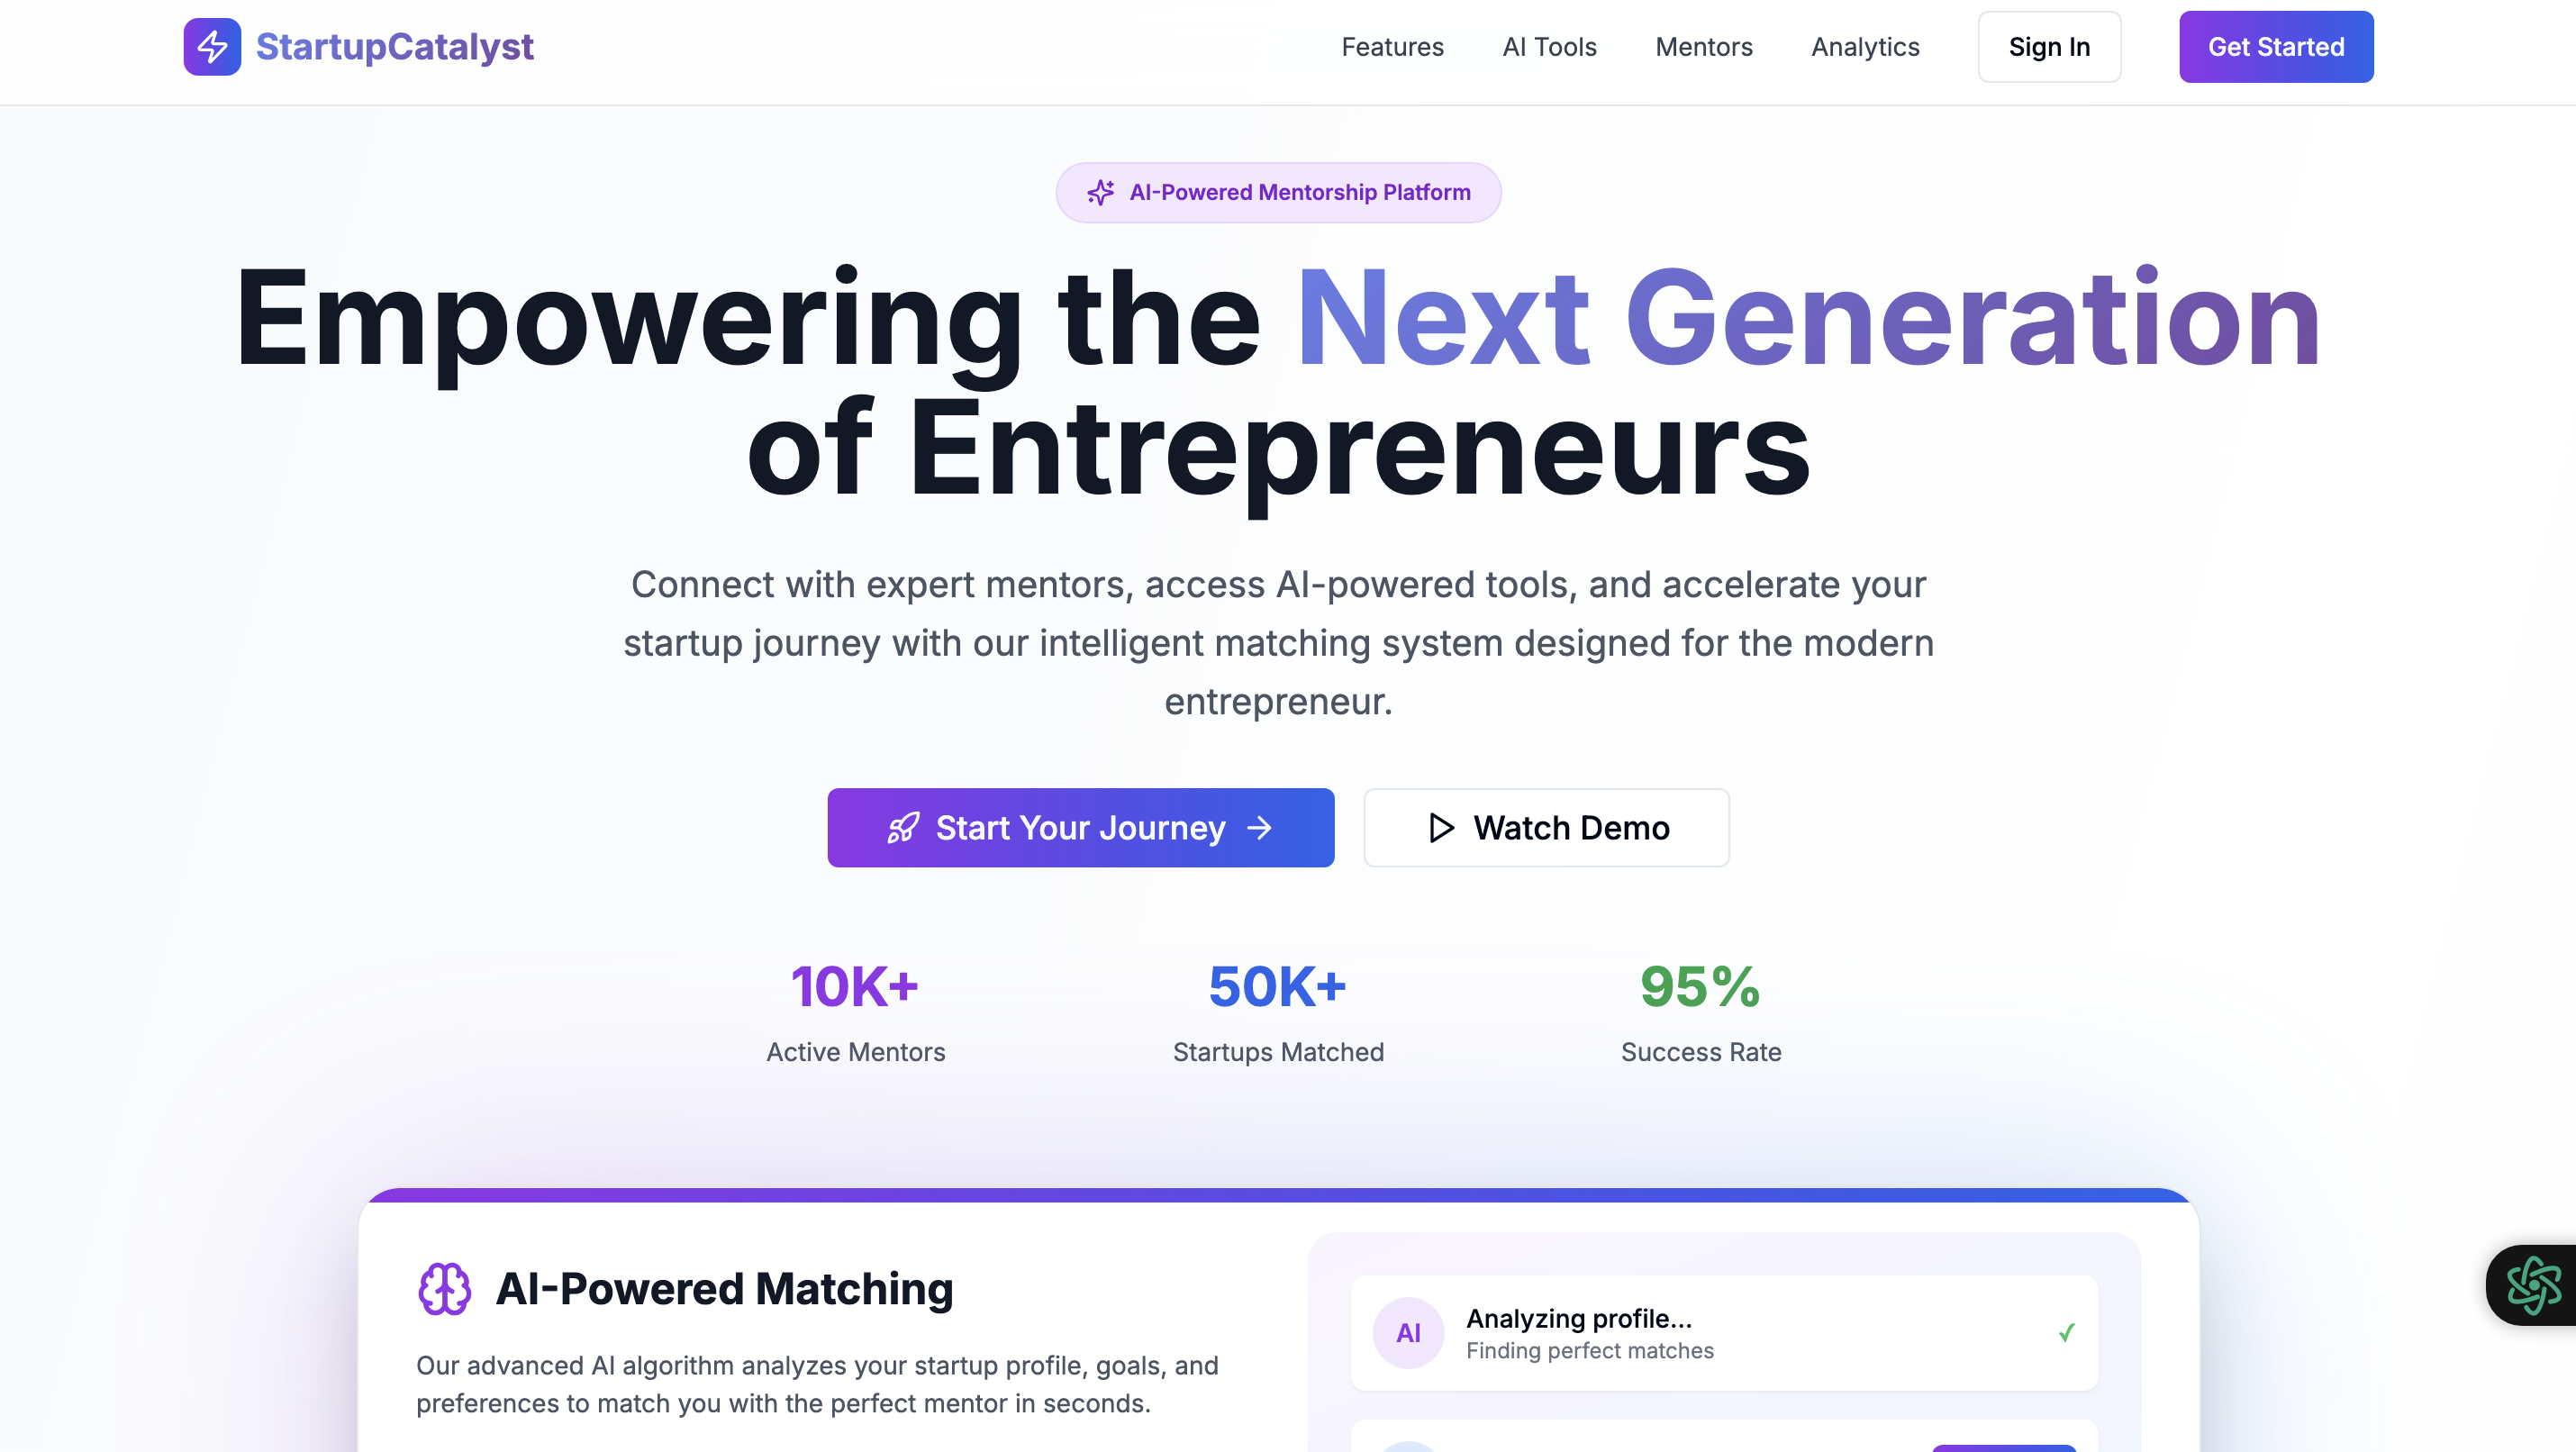 StartupCatalyst
Features
AI Tools
Mentors
Analytics
Sign In
Get Started
AI-Powered Mentorship Platform
Empowering the Next Generation
of Entrepreneurs
Connect with expert mentors, access AI-powered tools, and accelerate your
startup journey with our intelligent matching system designed for the modern
entrepreneur.
Start Your Journey →
Watch Demo
10K+
Active Mentors
50K+
Startups Matched
95%
Success Rate
AI-Powered Matching
Our advanced AI algorithm analyzes your startup profile, goals, and
preferences to match you with the perfect mentor in seconds.
AI
Analyzing profile...
Finding perfect matches
✓